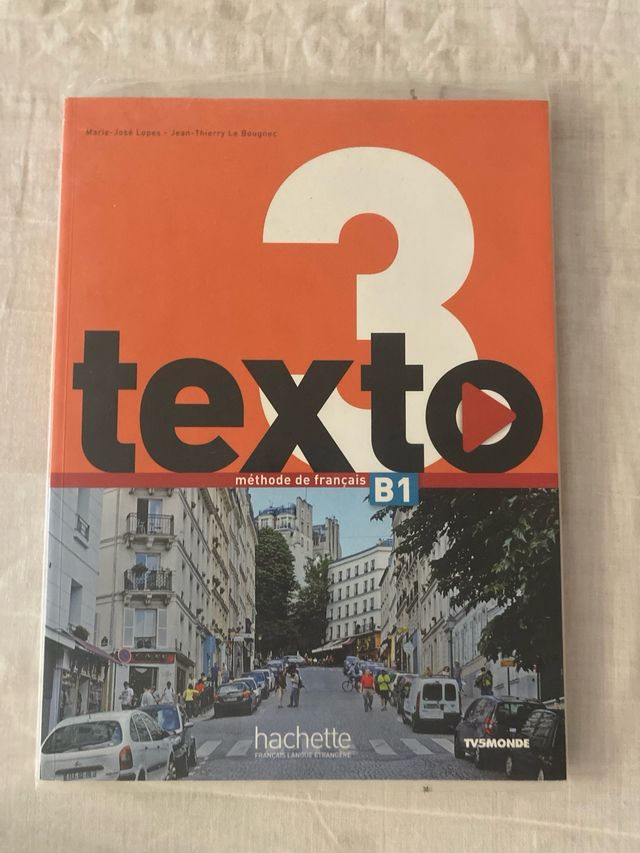 Marie-José Lopes - Jean-Thierry Le Bougnec
3
texto
méthode de français
B1
hachette
FRANÇAIS LANGUE ÉTRANGÈRE
TV5MONDE